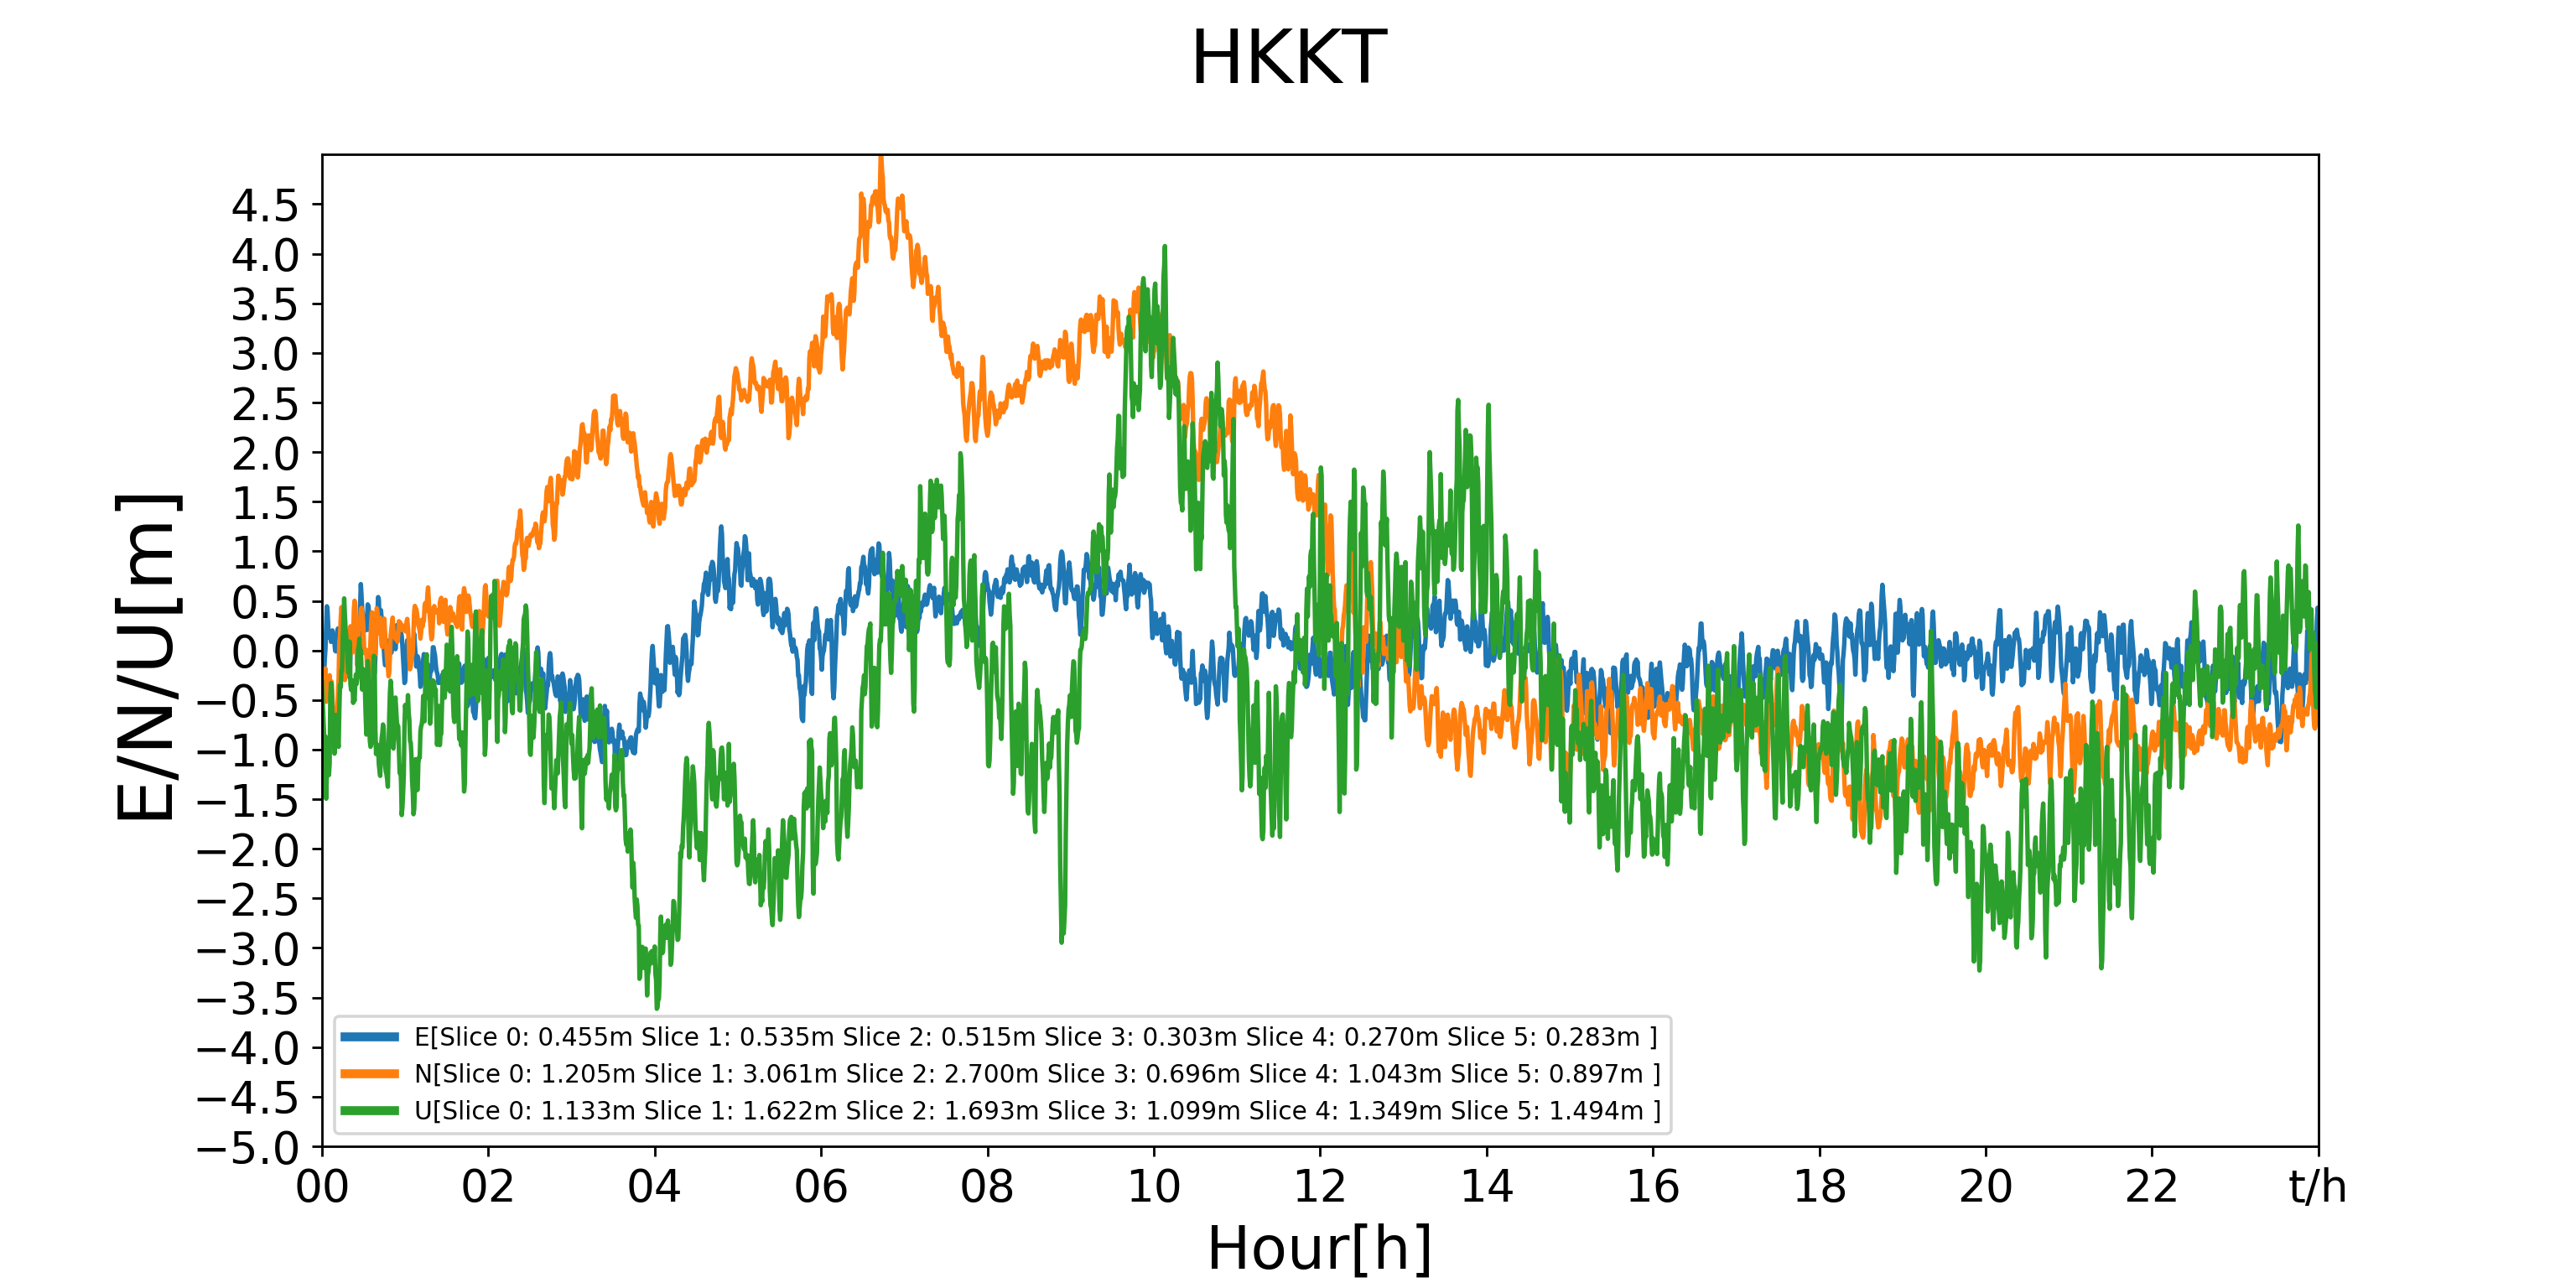 HKKT
E/N/U[m]
4.5
4.0
3.5
3.0
2.5
2.0
1.5
1.0
0.5
0.0
−0.5
−1.0
−1.5
−2.0
−2.5
−3.0
−3.5
−4.0
−4.5
−5.0
E[Slice 0: 0.455m Slice 1: 0.535m Slice 2: 0.515m Slice 3: 0.303m Slice 4: 0.270m Slice 5: 0.283m ]
N[Slice 0: 1.205m Slice 1: 3.061m Slice 2: 2.700m Slice 3: 0.696m Slice 4: 1.043m Slice 5: 0.897m ]
U[Slice 0: 1.133m Slice 1: 1.622m Slice 2: 1.693m Slice 3: 1.099m Slice 4: 1.349m Slice 5: 1.494m ]
00 02 04 06 08 10 12 14 16 18 20 22 t/h
Hour[h]